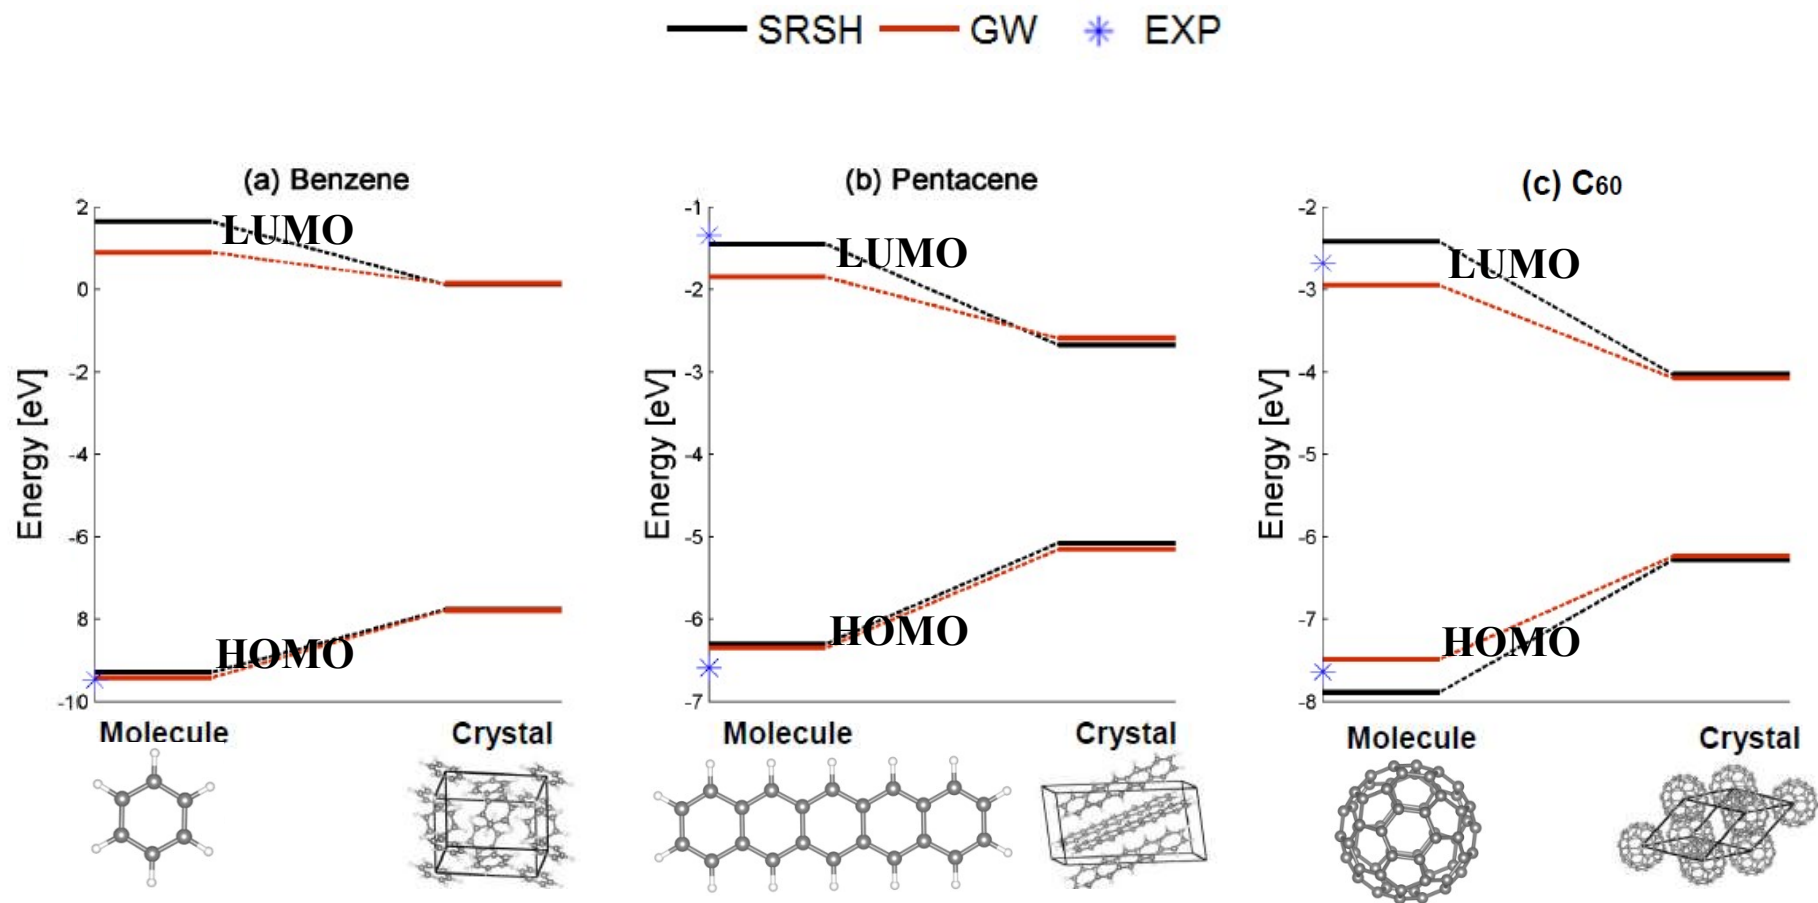 SRSH GW EXP
(a) Benzene
2
0
-2
-4
-6
8
-10
Energy [eV]
LUMO
HOMO
Molecule Crystal
(b) Pentacene
-1
-2
-3
-4
-5
-6
-7
Energy [eV]
LUMO
HOMO
Molecule Crystal
(c) C60
-2
-3
-4
-5
-6
-7
-8
Energy [eV]
LUMO
HOMO
Molecule Crystal